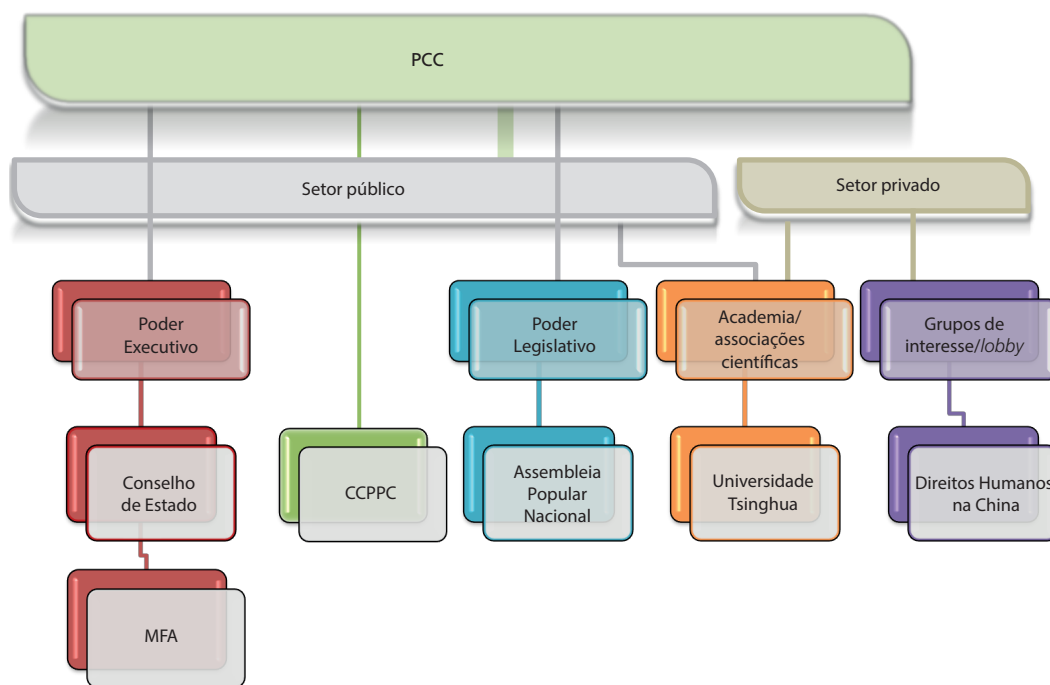 PCC
Setor público
Setor privado
Poder
Executivo
Poder
Legislativo
Academia/
associações
científicas
Grupos de
interesse/lobby
Conselho
de Estado
CCPPC
Assembleia
Popular
Nacional
Universidade
Tsinghua
Direitos Humanos
na China
MFA